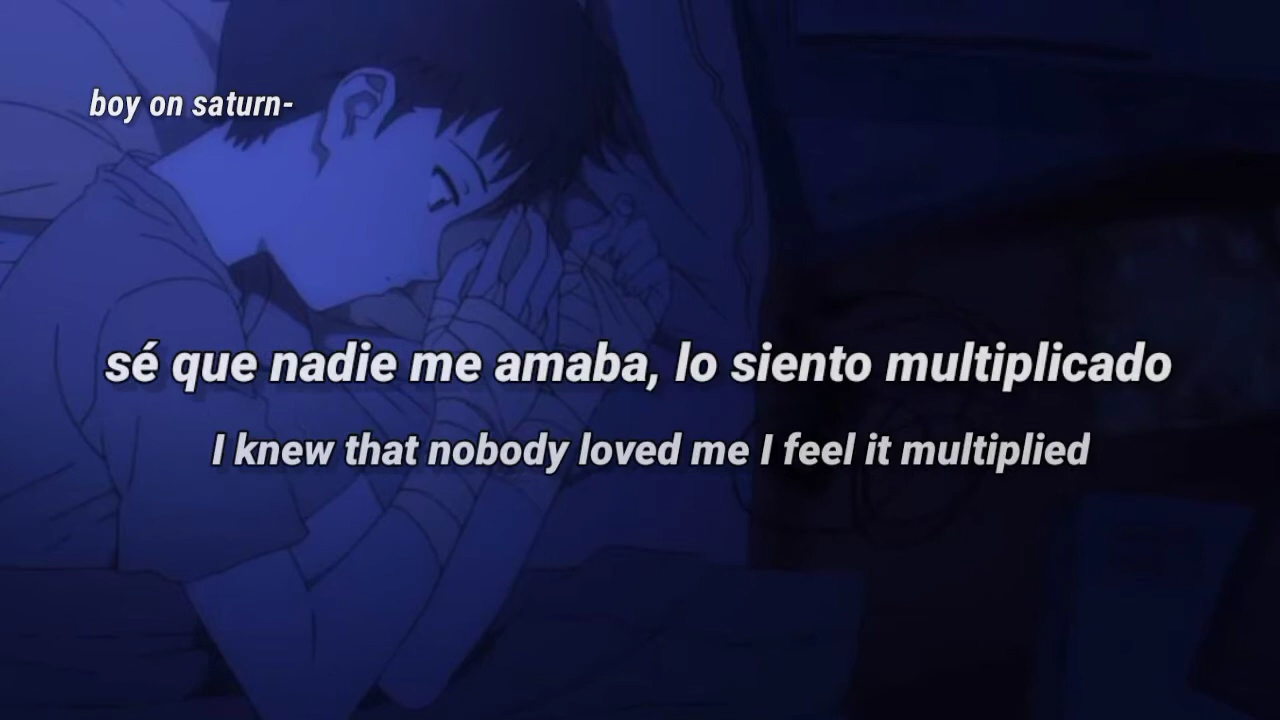 boy on saturn-
sé que nadie me amaba, lo siento multiplicado
I knew that nobody loved me I feel it multiplied